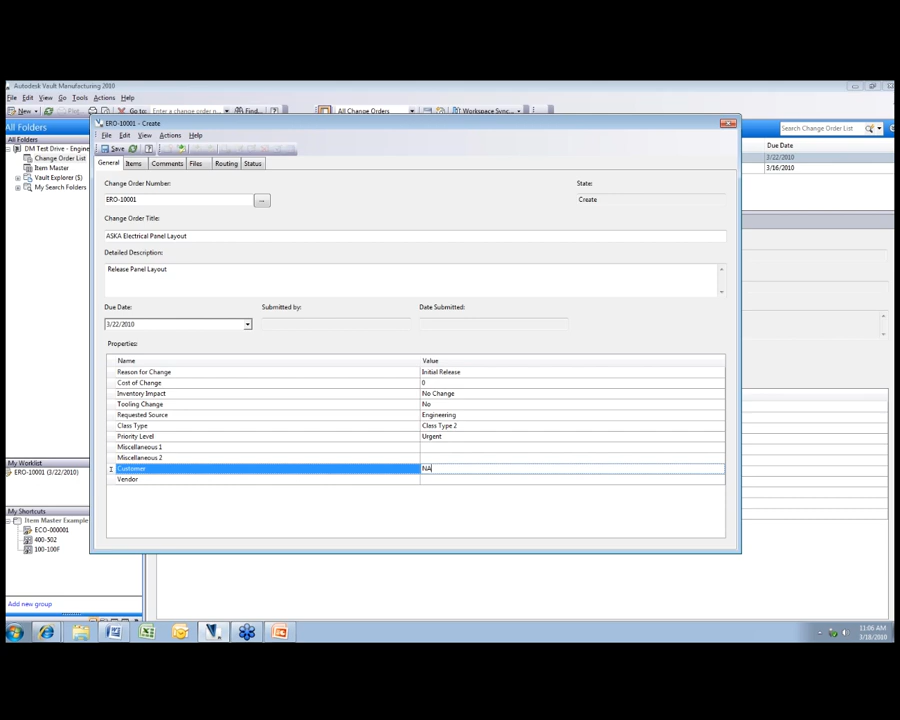 Autodesk Vault Manufacturing 2010
File Edit View Go Tools Actions Help
New Go to: Enter a change order n... Find... All Change Orders Workspace Sync...
All Folders
All Folders
DM Test Drive - Engine
Change Order List
Item Master
Vault Explorer ($)
My Search Folders
Search Change Order List
Due Date
3/22/2010
3/16/2010
ERO-10001 - Create
File Edit View Actions Help
Save
General Items Comments Files Routing Status
Change Order Number:
State:
ERO-10001
...
Create
Change Order Title:
ASKA Electrical Panel Layout
Detailed Description:
Release Panel Layout
Due Date:
Submitted by:
Date Submitted:
3/22/2010
Properties:
Name Value
Reason for Change Initial Release
Cost of Change 0
Inventory Impact No Change
Tooling Change No
Requested Source Engineering
Class Type Class Type 2
Priority Level Urgent
Miscellaneous 1
Miscellaneous 2
Customer NA
Vendor
My Worklist
ERO-10001 (3/22/2010)
My Shortcuts
Item Master Example
ECO-000001
400-502
100-100F
Add new group
11:06 AM
3/18/2010